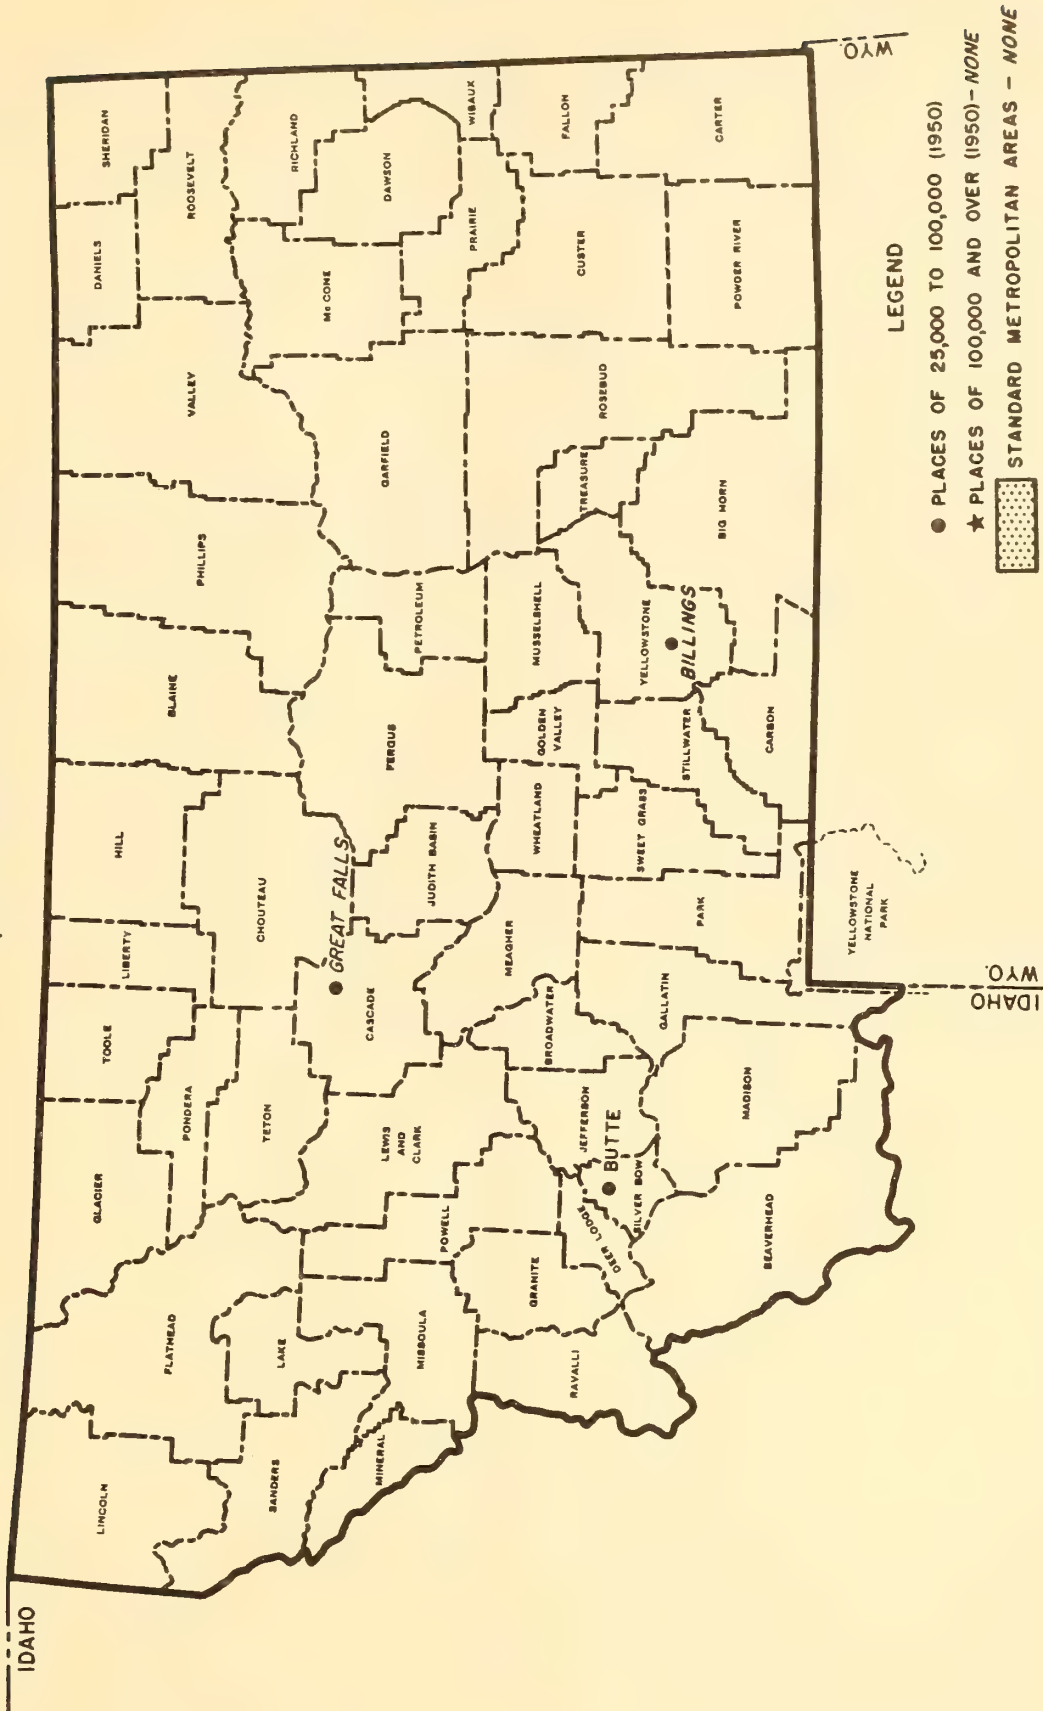 IDAHO
LINCOLN
FLATHEAD
GLACIER
TOOLE
LIBERTY
HILL
BLAINE
PHILLIPS
VALLEY
DANIELS
SHERIDAN
ROOSEVELT
SANDERS
LAKE
PONDERA
TETON
CHOUTEAU
GREAT FALLS
CASCADE
MINERAL
MISSOULA
POWELL
LEWIS
AND
CLARK
JUDITH BASIN
FERGUS
PETROLEUM
GARFIELD
Mc CONE
RICHLAND
DAWSON
WIBAUX
PRAIRIE
RAVALLI
GRANITE
DEER LODGE
SILVER BOW
BUTTE
JEFFERSON
BROADWATER
MEAGHER
WHEATLAND
GOLDEN
VALLEY
MUSSELSHELL
TREASURE
ROSEBUD
CUSTER
FALLON
BEAVERHEAD
MADISON
GALLATIN
PARK
SWEET GRASS
STILLWATER
YELLOWSTONE
BILLINGS
CARBON
BIG HORN
POWDER RIVER
CARTER
WYO.
YELLOWSTONE
NATIONAL
PARK
IDAHO
WYO.
LEGEND
● PLACES OF 25,000 TO 100,000 (1950)
★ PLACES OF 100,000 AND OVER (1950)-NONE
STANDARD METROPOLITAN AREAS - NONE